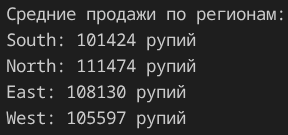 Средние продажи по регионам:
South: 101424 рупий
North: 111474 рупий
East: 108130 рупий
West: 105597 рупий